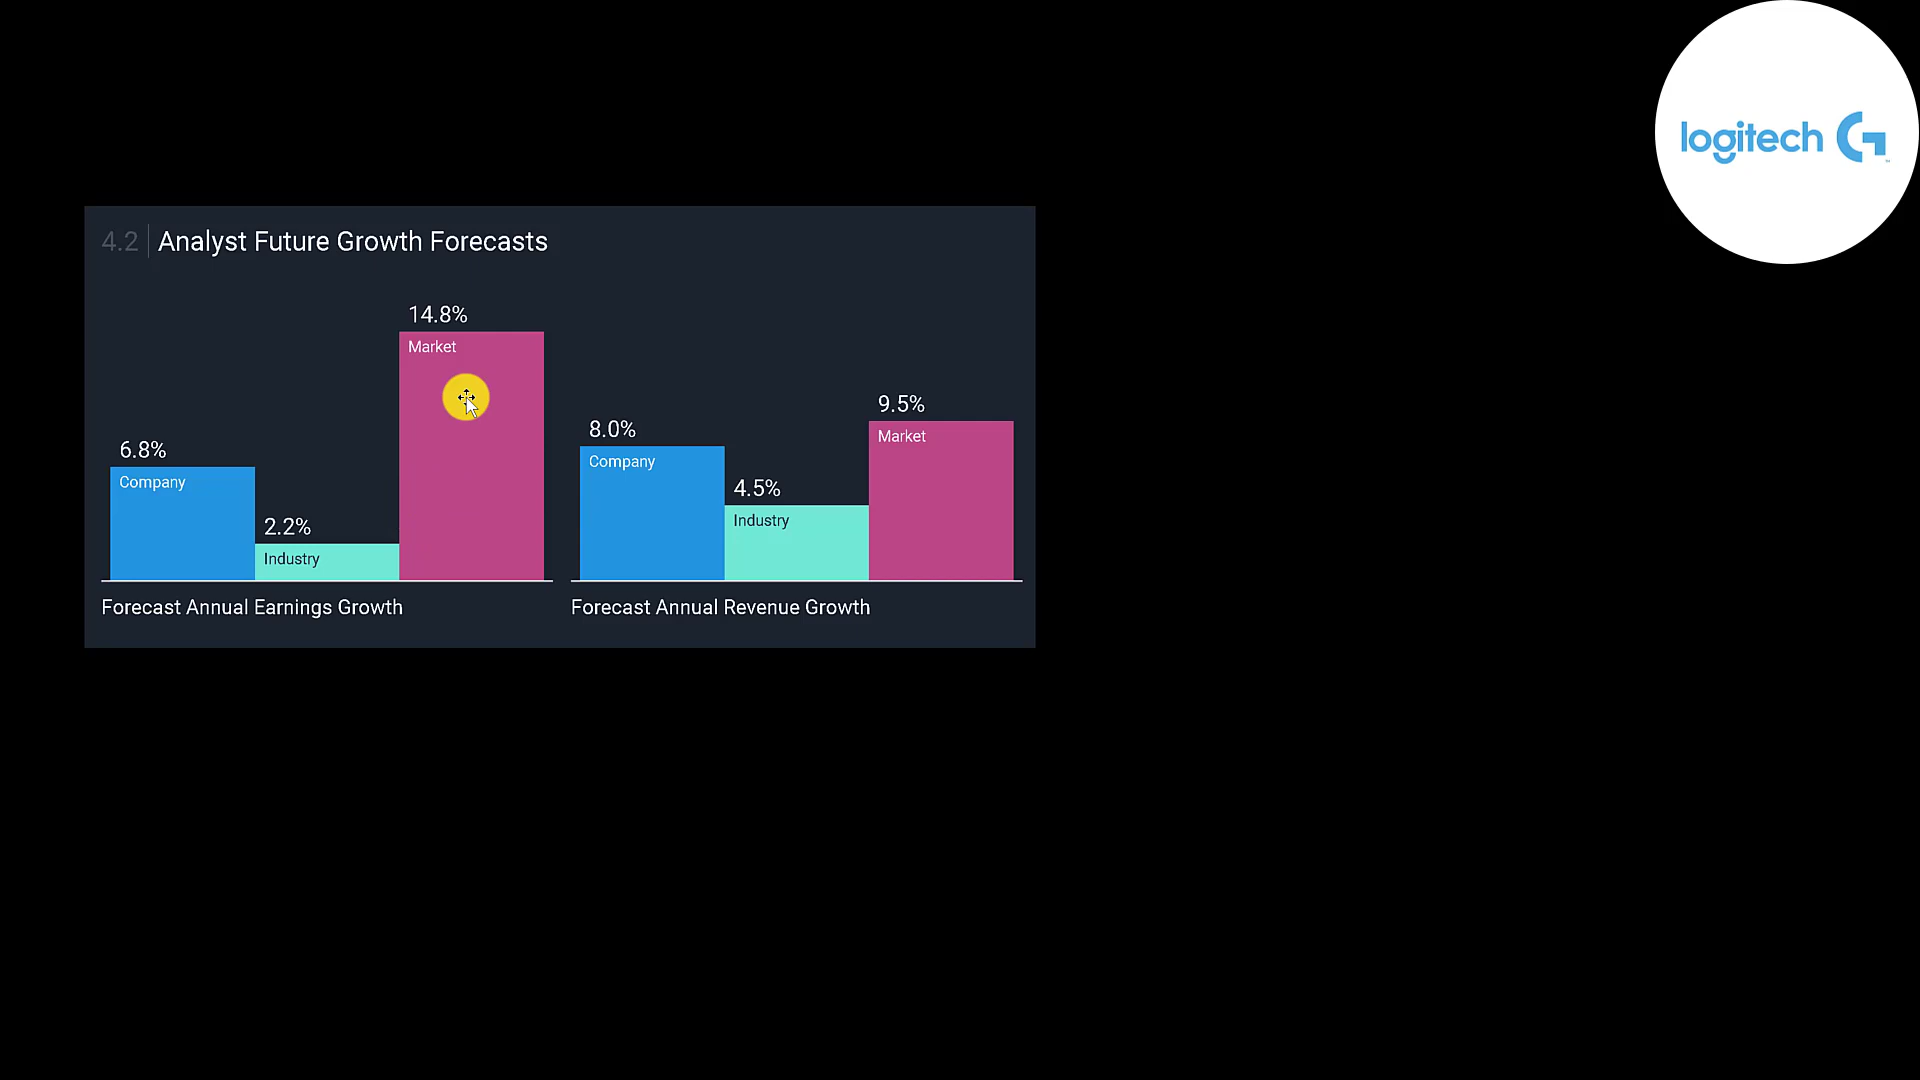 logitech G
4.2 Analyst Future Growth Forecasts
14.8%
Market
6.8%
Company
2.2%
Industry
Forecast Annual Earnings Growth
9.5%
Market
8.0%
Company
4.5%
Industry
Forecast Annual Revenue Growth